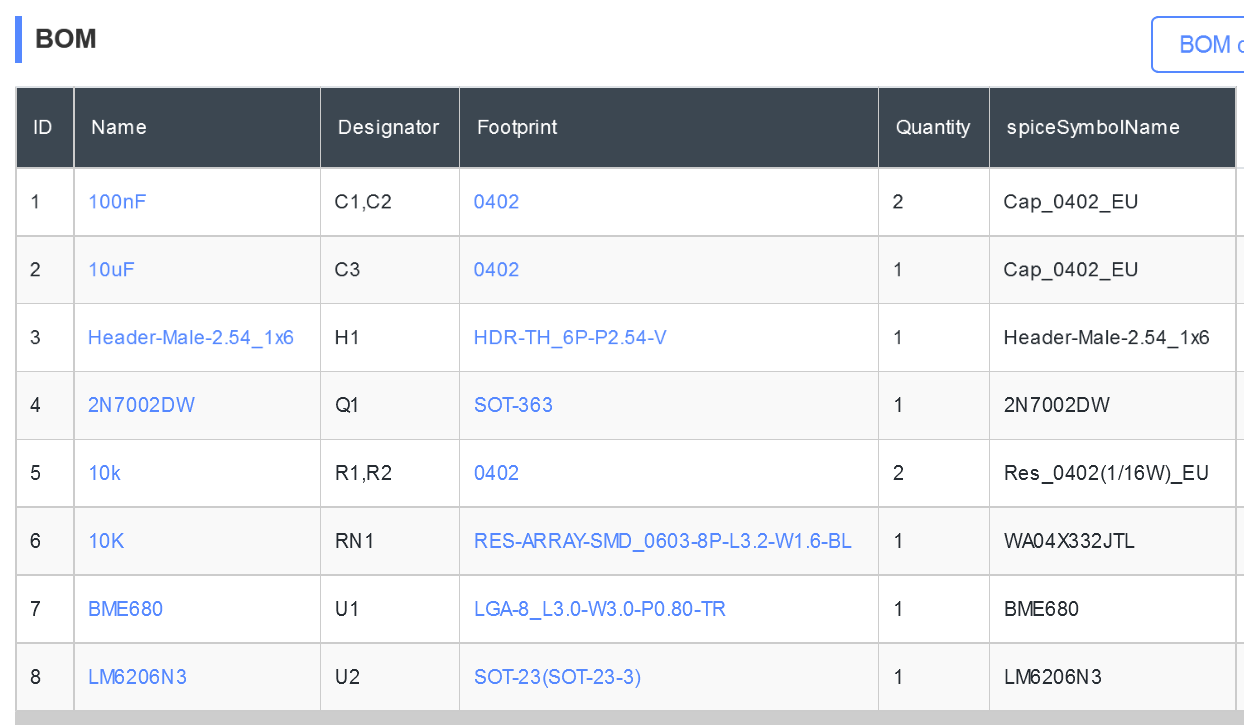 BOM
BOM
ID Name Designator Footprint Quantity spiceSymbolName
1 100nF C1,C2 0402 2 Cap_0402_EU
2 10uF C3 0402 1 Cap_0402_EU
3 Header-Male-2.54_1x6 H1 HDR-TH_6P-P2.54-V 1 Header-Male-2.54_1x6
4 2N7002DW Q1 SOT-363 1 2N7002DW
5 10k R1,R2 0402 2 Res_0402(1/16W)_EU
6 10K RN1 RES-ARRAY-SMD_0603-8P-L3.2-W1.6-BL 1 WA04X332JTL
7 BME680 U1 LGA-8_L3.0-W3.0-P0.80-TR 1 BME680
8 LM6206N3 U2 SOT-23(SOT-23-3) 1 LM6206N3